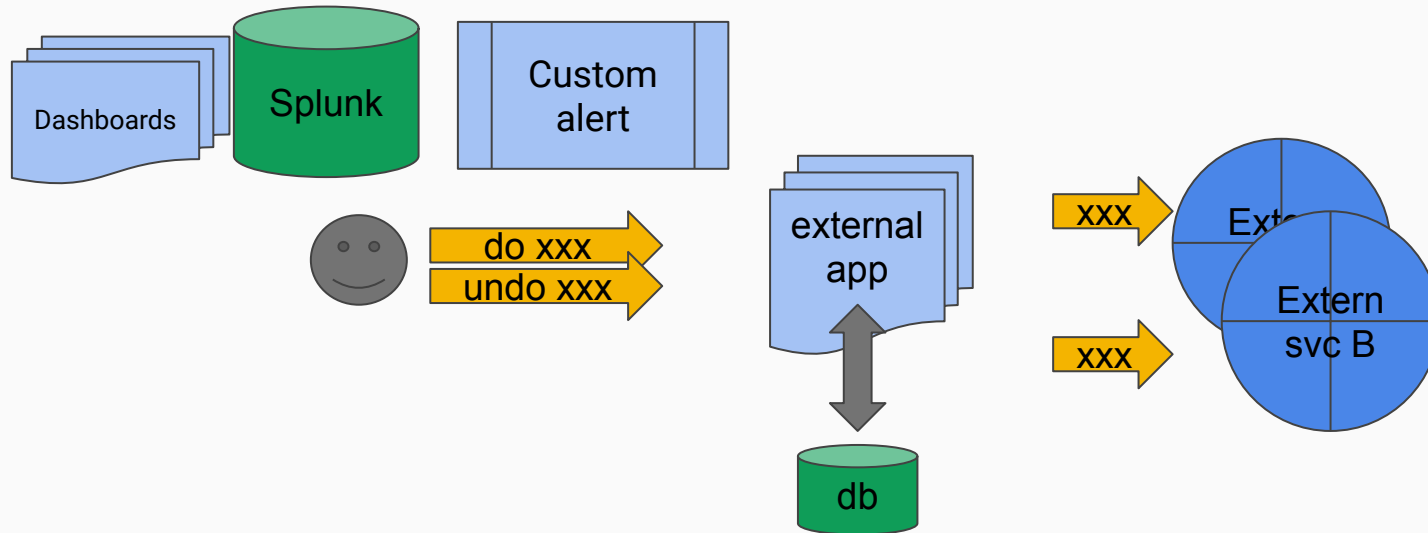 Dashboards
Splunk
Custom
alert
do xxx
undo xxx
external
app
xxx
xxx
Extern
svc B
db